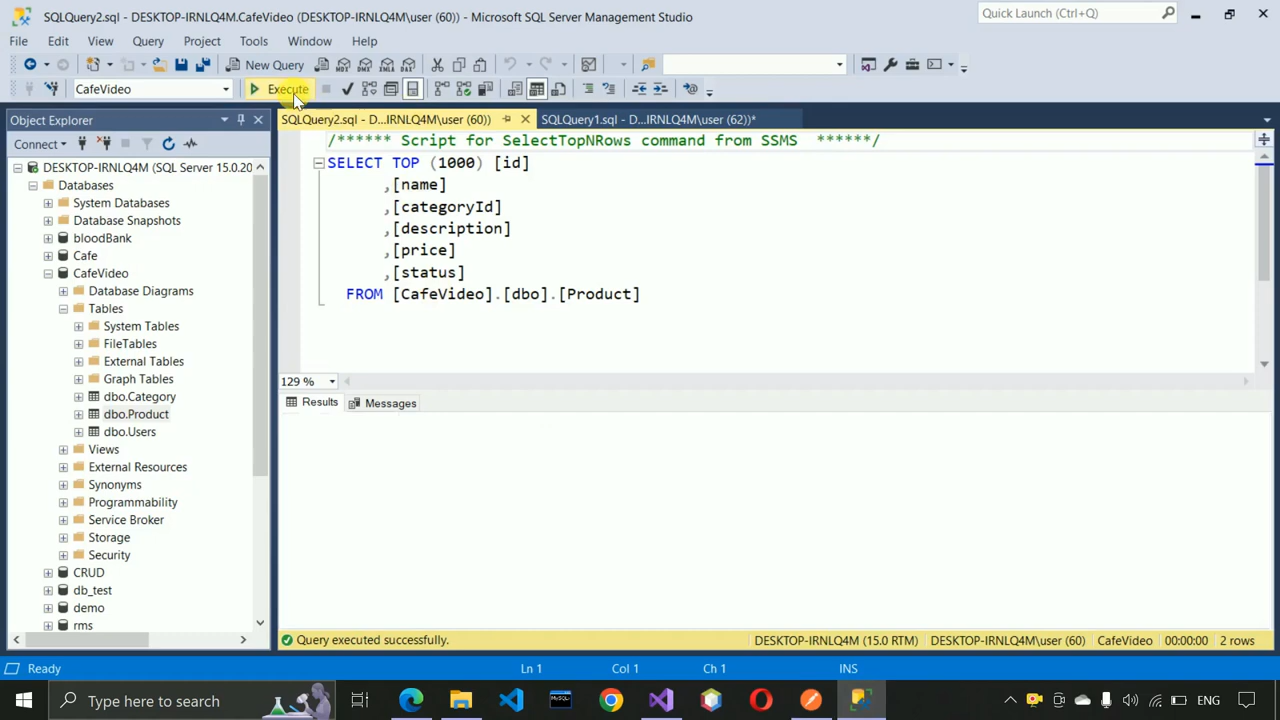 SQLQuery2.sql - DESKTOP-IRNLQ4M.CafeVideo (DESKTOP-IRNLQ4M\user (60)) - Microsoft SQL Server Management Studio
Quick Launch (Ctrl+Q)
File Edit View Query Project Tools Window Help
New Query
MDX DMX XMLA DAX
CafeVideo
Execute
Object Explorer
SQLQuery2.sql - D...IRNLQ4M\user (60))
SQLQuery1.sql - D...IRNLQ4M\user (62))*
Connect
DESKTOP-IRNLQ4M (SQL Server 15.0.20
Databases
System Databases
Database Snapshots
bloodBank
Cafe
CafeVideo
Database Diagrams
Tables
System Tables
FileTables
External Tables
Graph Tables
dbo.Category
dbo.Product
dbo.Users
Views
External Resources
Synonyms
Programmability
Service Broker
Storage
Security
CRUD
db_test
demo
rms
/****** Script for SelectTopNRows command from SSMS  ******/
SELECT TOP (1000) [id]
,[name]
,[categoryId]
,[description]
,[price]
,[status]
FROM [CafeVideo].[dbo].[Product]
129 %
Results
Messages
Query executed successfully.
DESKTOP-IRNLQ4M (15.0 RTM)
DESKTOP-IRNLQ4M\user (60)
CafeVideo
00:00:00
2 rows
Ready
Ln 1
Col 1
Ch 1
INS
Type here to search
MySQL
ENG